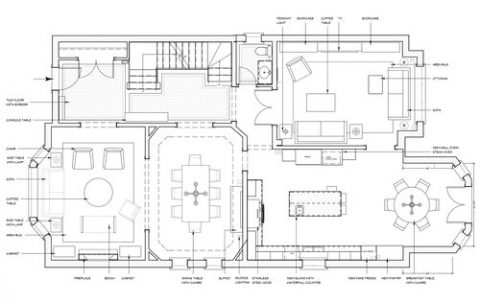 PENDANT
LIGHT
BOOKCASE
COFFEE
TABLE
TV
BOOKCASE
AREA RUG
OTTOMAN
SOFA
TILE FLOOR
WITH BORDER
CONSOLE TABLE
CHAIR
SIDE TABLE
WITH LAMP
SOFA
COFFEE
TABLE
SIDE TABLE
WITH LAMP
AREA RUG
CABINET
FIREPLACE
BENCH
CABINET
DINING TABLE
WITH CHAIRS
BUFFET
STAINLESS
STEEL HOOD
NEW ISLAND WITH
WATERFALL COUNTER
NEW WINE FRIDGE
NEW PANTRY
BREAKFAST TABLE
WITH CHAIRS
NEW WALL OVEN
STEAM OVEN